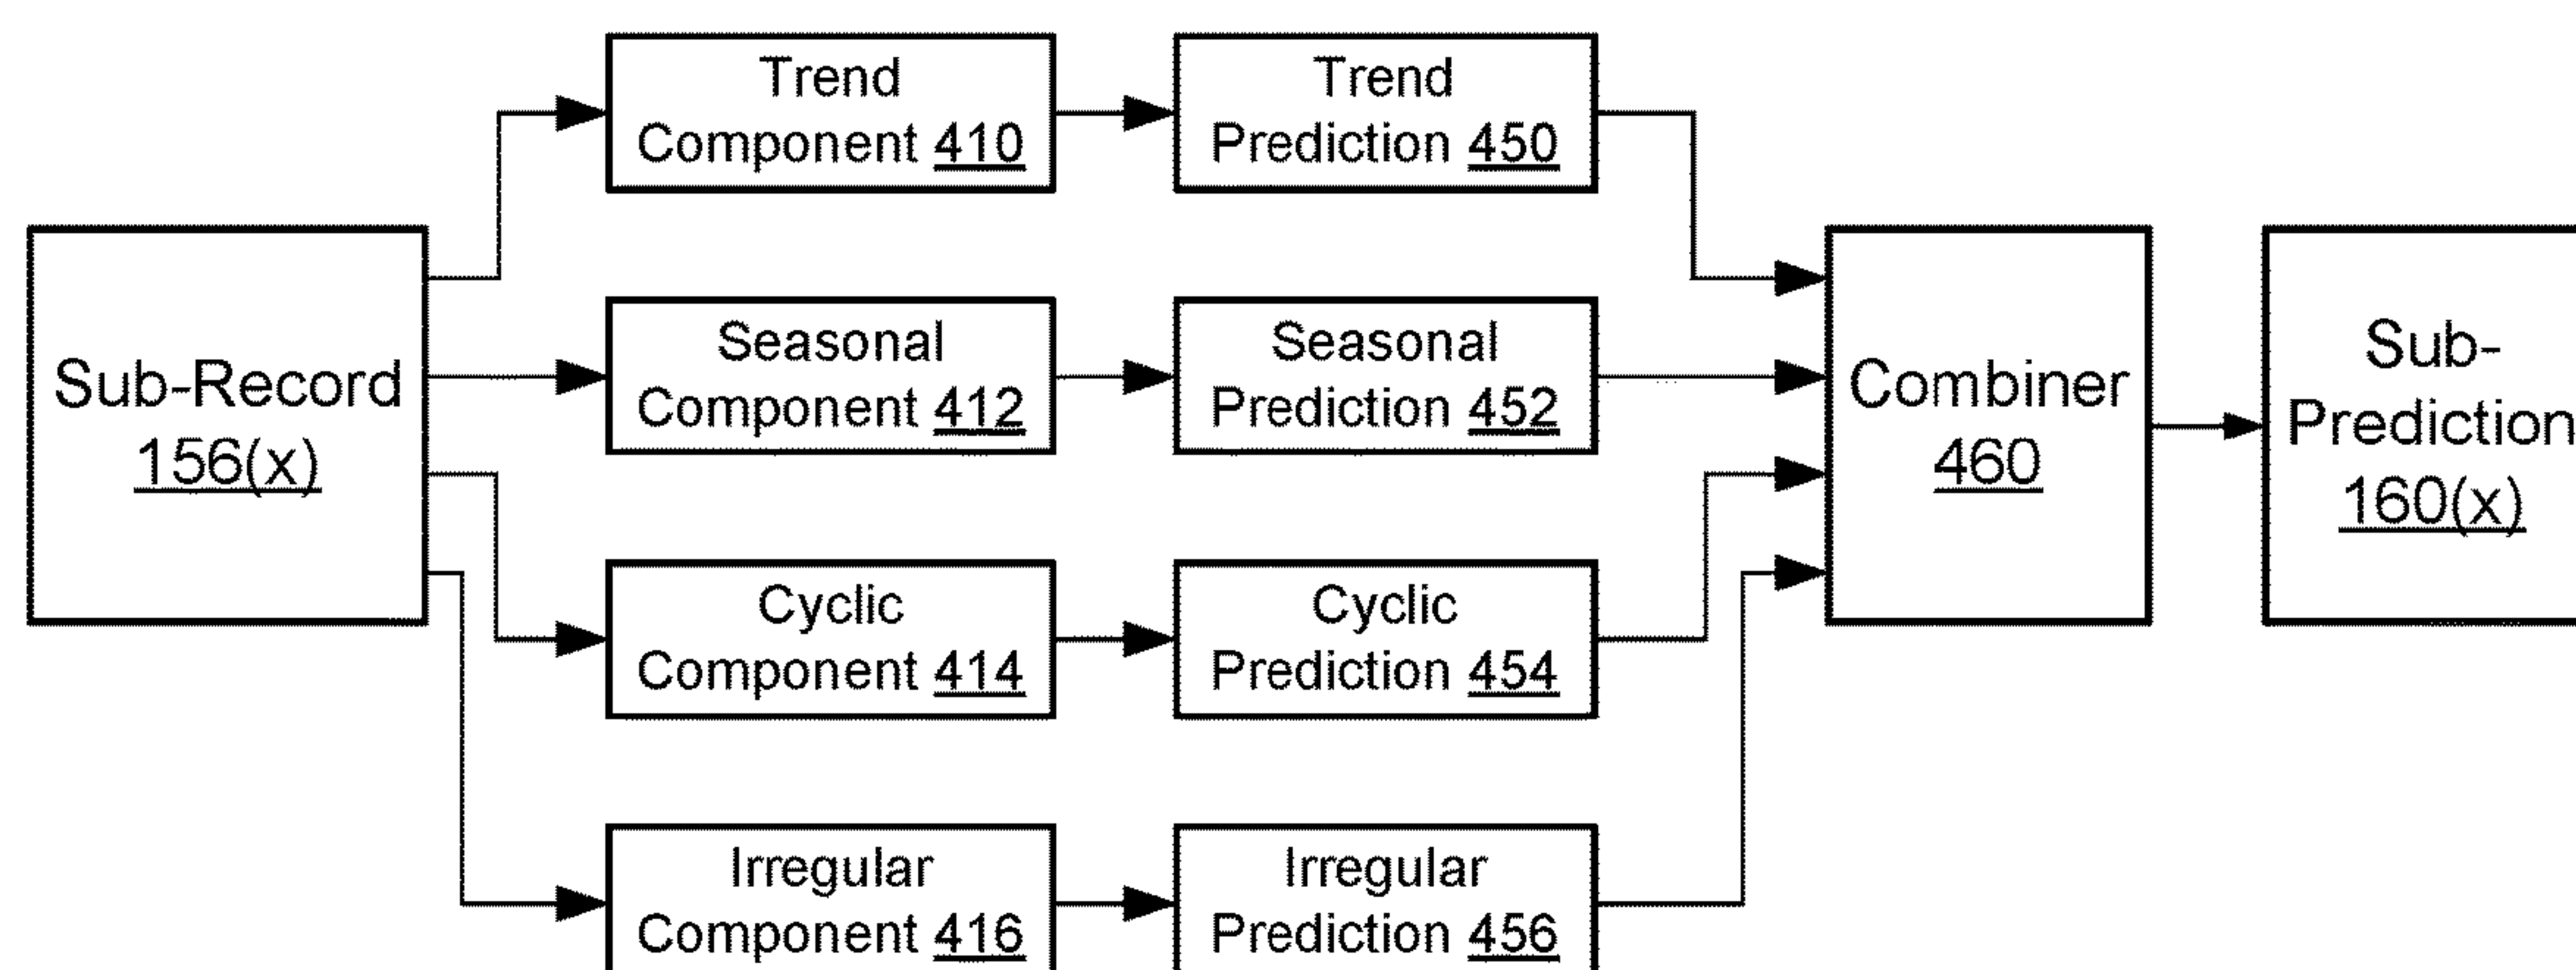 Trend
Component 410
Trend
Prediction 450
Sub-Record
156(x)
Seasonal
Component 412
Seasonal
Prediction 452
Combiner
460
Sub-
Prediction
160(x)
Cyclic
Component 414
Cyclic
Prediction 454
Irregular
Component 416
Irregular
Prediction 456